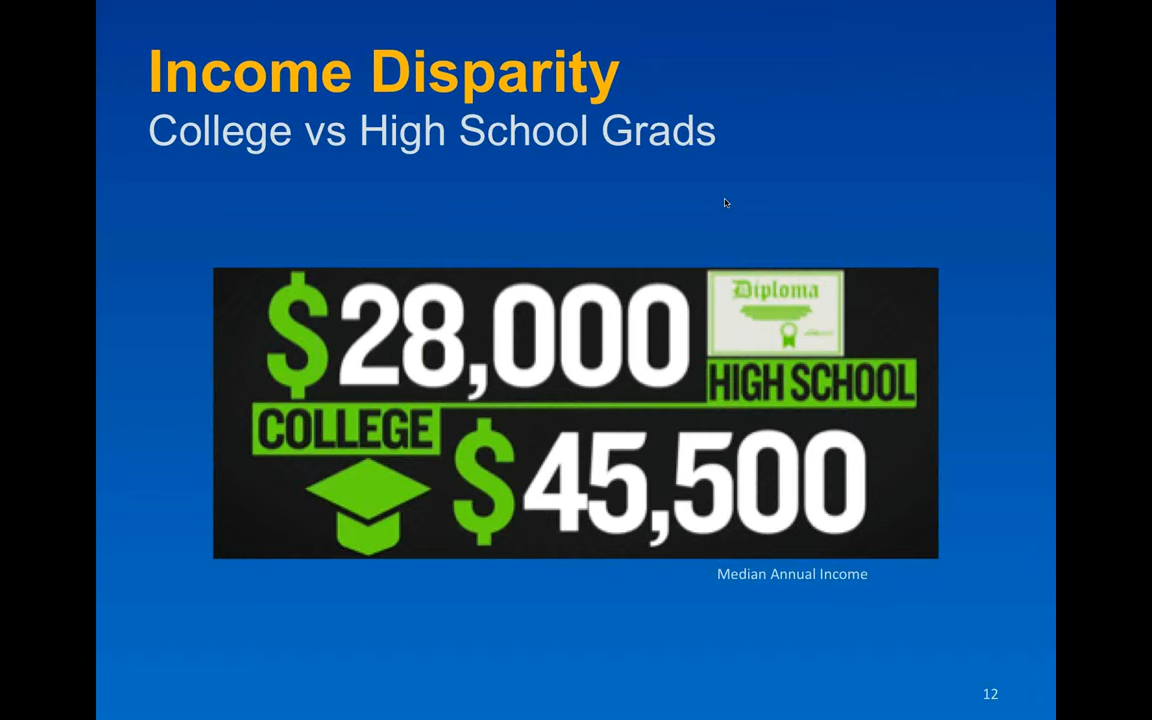 Income Disparity
College vs High School Grads
$28,000
Diploma
HIGH SCHOOL
COLLEGE
$45,500
Median Annual Income
12